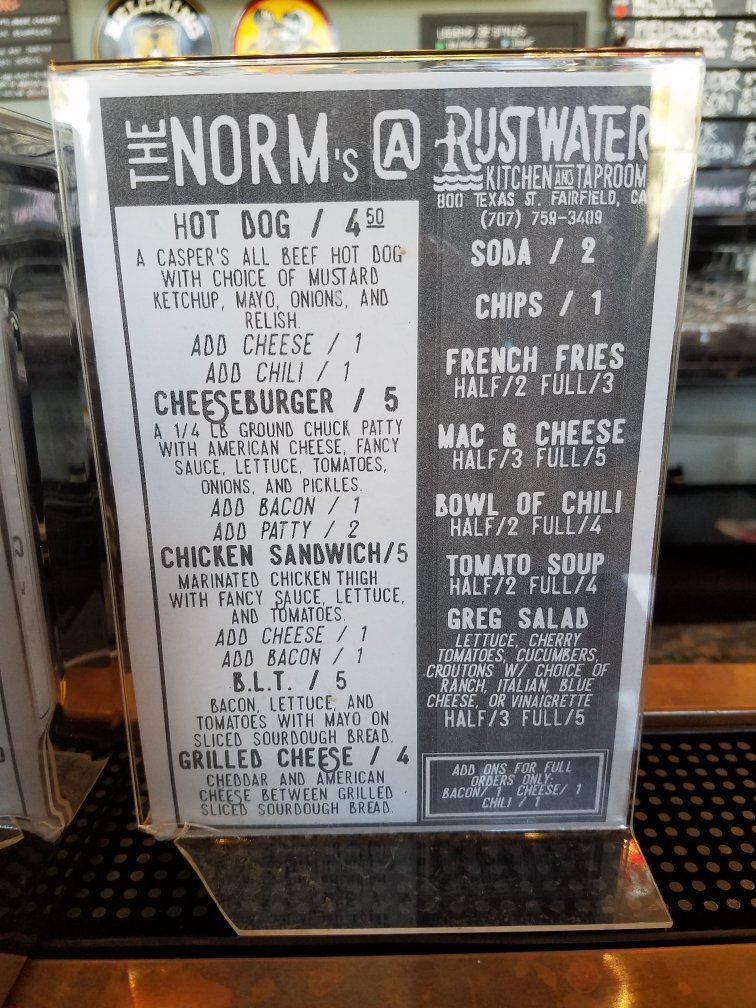 THE NORM's @ RUSTWATER
KITCHEN AND TAPROOM
800 TEXAS ST. FAIRFIELD, CA
(707) 759-3409
HOT DOG / 4 50
A CASPER'S ALL BEEF HOT DOG
WITH CHOICE OF MUSTARD
KETCHUP, MAYO, ONIONS, AND
RELISH.
ADD CHEESE / 1
ADD CHILI / 1
CHEESEBURGER / 5
A 1/4 LB GROUND CHUCK PATTY
WITH AMERICAN CHEESE, FANCY
SAUCE, LETTUCE, TOMATOES,
ONIONS, AND PICKLES.
ADD BACON / 1
ADD PATTY / 2
CHICKEN SANDWICH/5
MARINATED CHICKEN THIGH
WITH FANCY SAUCE, LETTUCE,
AND TOMATOES.
ADD CHEESE / 1
ADD BACON / 1
B.L.T. / 5
BACON, LETTUCE, AND
TOMATOES WITH MAYO ON
SLICED SOURDOUGH BREAD.
GRILLED CHEESE / 4
CHEDDAR AND AMERICAN
CHEESE BETWEEN GRILLED
SLICED SOURDOUGH BREAD.
SODA / 2
CHIPS / 1
FRENCH FRIES
HALF/2 FULL/3
MAC & CHEESE
HALF/3 FULL/5
BOWL OF CHILI
HALF/2 FULL/4
TOMATO SOUP
HALF/2 FULL/4
GREG SALAD
LETTUCE, CHERRY
TOMATOES, CUCUMBERS,
CROUTONS W/ CHOICE OF
RANCH, ITALIAN, BLUE
CHEESE, OR VINAIGRETTE
HALF/3 FULL/5
ADD ONS FOR FULL
ORDERS ONLY:
BACON/ 1 CHEESE/ 1
CHILI / 1